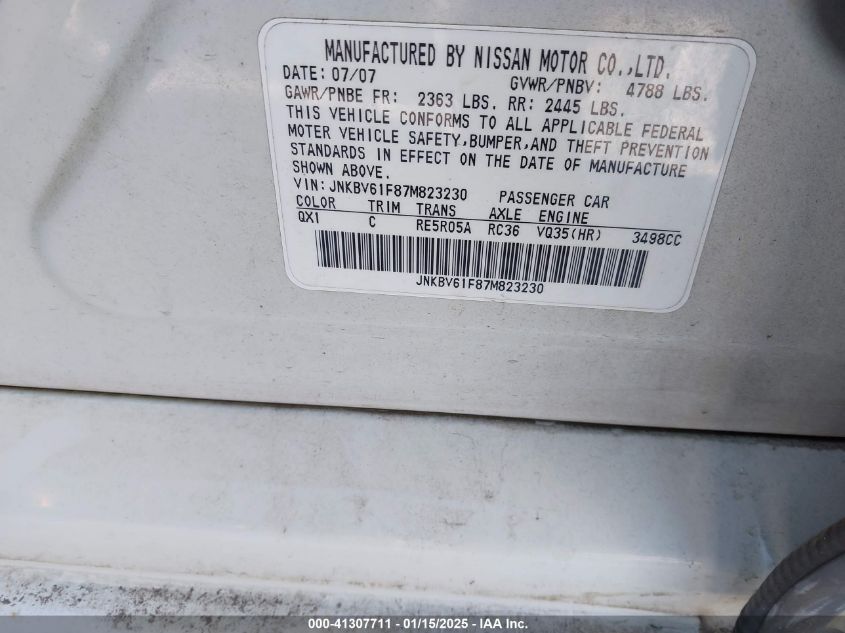 MANUFACTURED BY NISSAN MOTOR CO.,LTD.
DATE: 07/07 GVWR/PNBV: 4788 LBS.
GAWR/PNBE FR: 2363 LBS. RR: 2445 LBS.
THIS VEHICLE CONFORMS TO ALL APPLICABLE FEDERAL
MOTER VEHICLE SAFETY,BUMPER,AND THEFT PREVENTION
STANDARDS IN EFFECT ON THE DATE OF MANUFACTURE
SHOWN ABOVE.
VIN: JNKBV61F87M823230 PASSENGER CAR
COLOR TRIM TRANS AXLE ENGINE
QX1 C RE5R05A RC36 VQ35(HR) 3498CC
JNKBV61F87M823230
000-41307711 - 01/15/2025 - © IAA Inc.